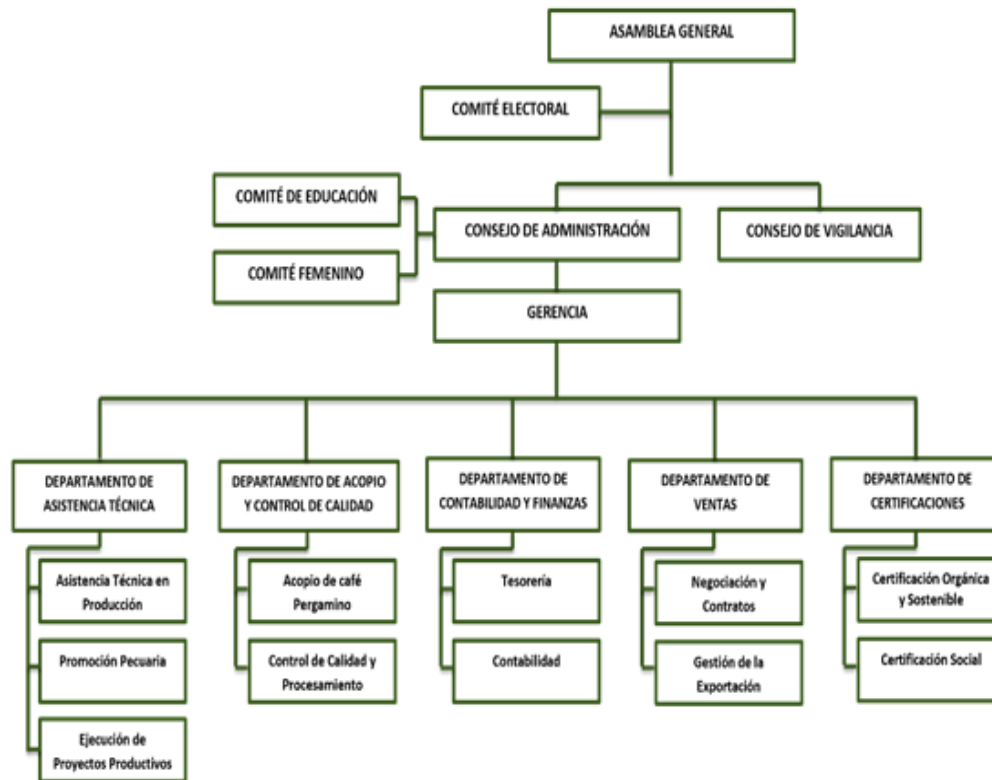 ASAMBLEA GENERAL
COMITÉ ELECTORAL
COMITÉ DE EDUCACIÓN
CONSEJO DE ADMINISTRACIÓN
CONSEJO DE VIGILANCIA
COMITÉ FEMENINO
GERENCIA
DEPARTAMENTO DE
ASISTENCIA TÉCNICA
DEPARTAMENTO DE ACOPIO
Y CONTROL DE CALIDAD
DEPARTAMENTO DE
CONTABILIDAD Y FINANZAS
DEPARTAMENTO DE
VENTAS
DEPARTAMENTO DE
CERTIFICACIONES
Asistencia Técnica en
Producción
Promoción Pecuaria
Ejecución de
Proyectos Productivos
Acopio de café
Pergamino
Control de Calidad y
Procesamiento
Tesorería
Contabilidad
Negociación y
Contratos
Gestión de la
Exportación
Certificación Orgánica
y Sostenible
Certificación Social